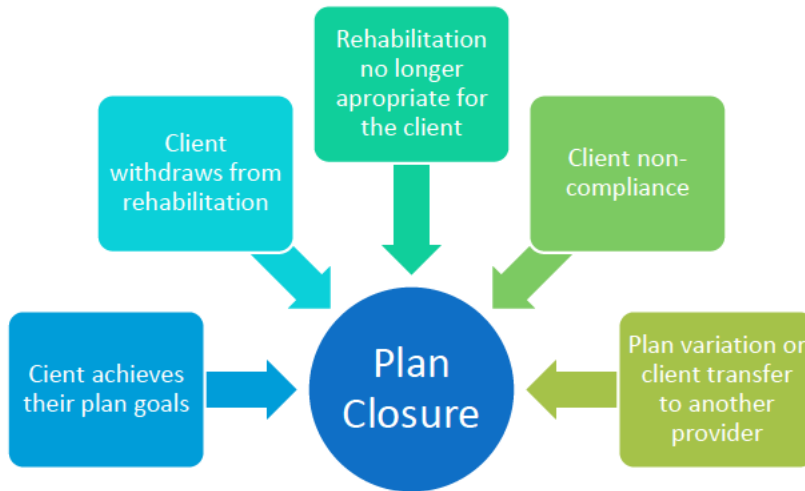 Rehabilitation
no longer
apropriate for
the client
Client
withdraws from
rehabilitation
Client non-
compliance
Cient achieves
their plan goals
Plan
Closure
Plan variation or
client transfer
to another
provider